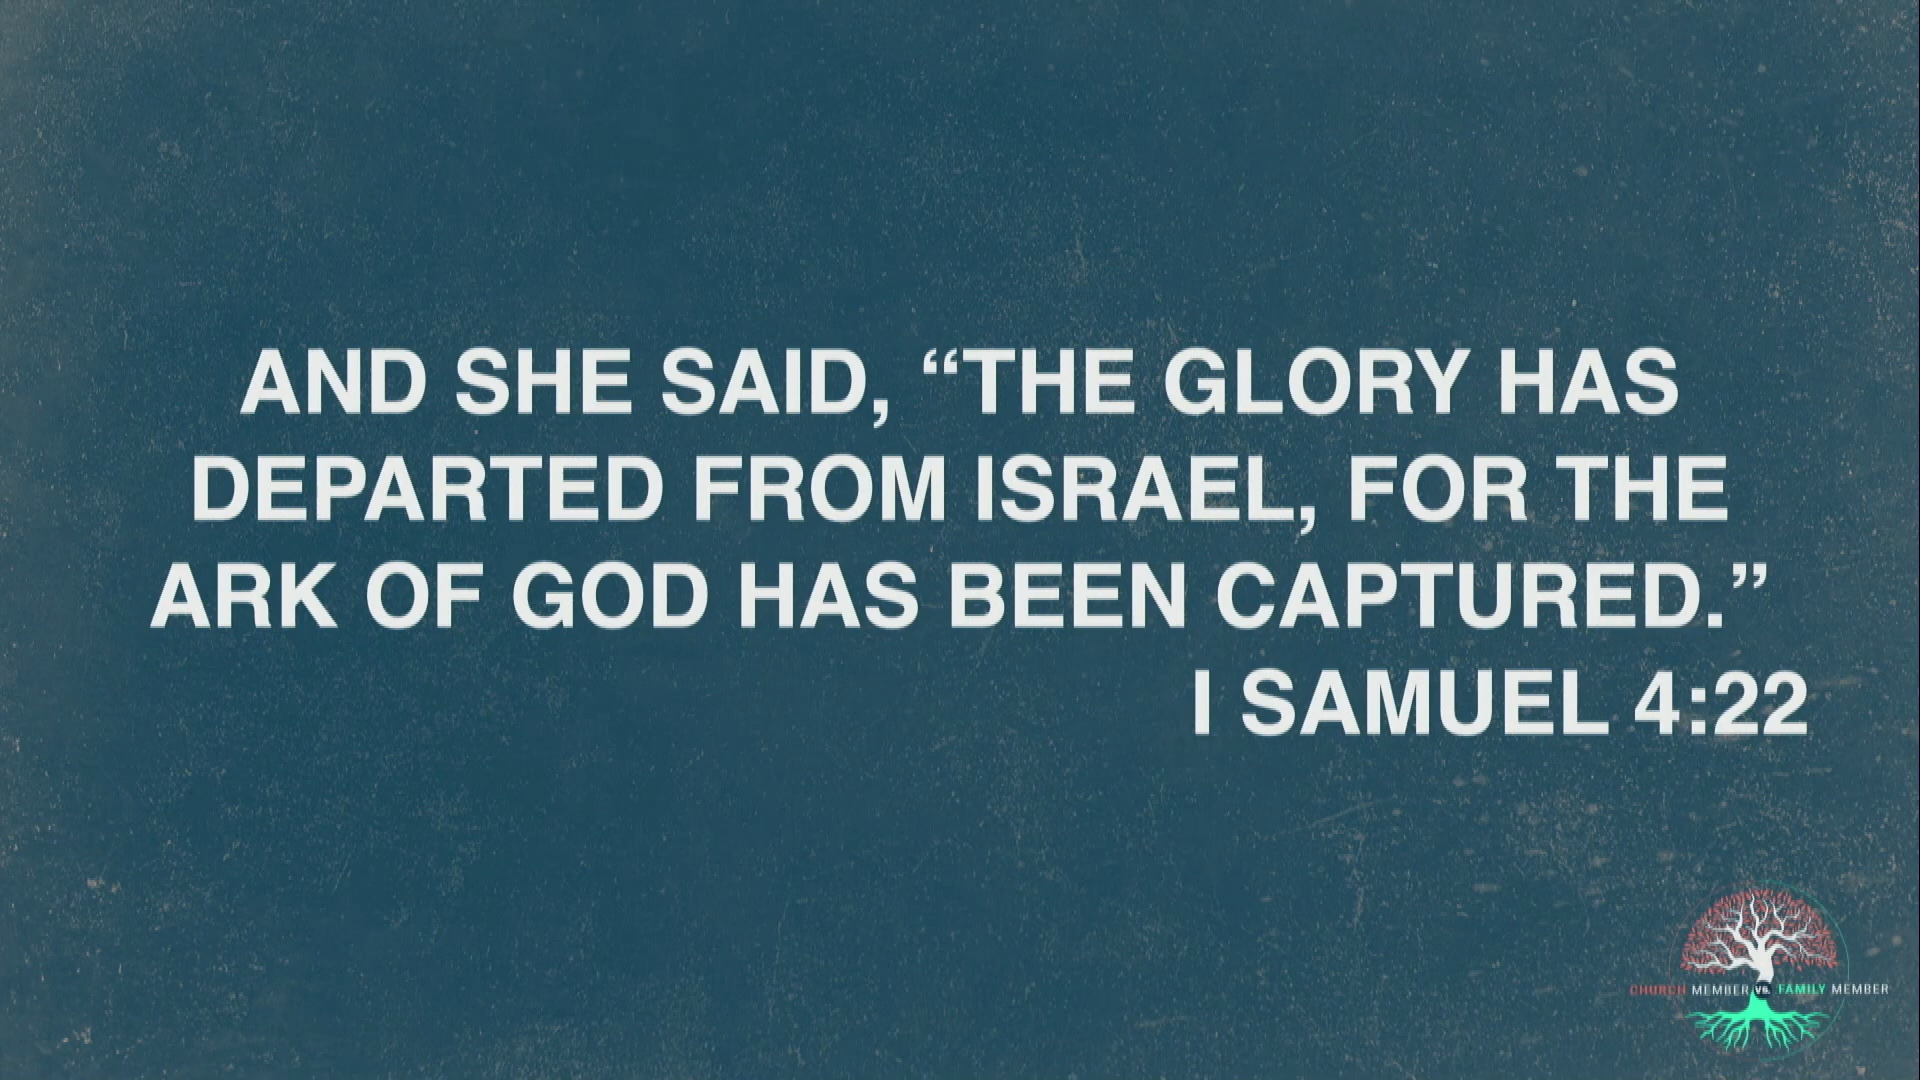 AND SHE SAID, “THE GLORY HAS
DEPARTED FROM ISRAEL, FOR THE
ARK OF GOD HAS BEEN CAPTURED.”
I SAMUEL 4:22
CHURCH MEMBER VS. FAMILY MEMBER